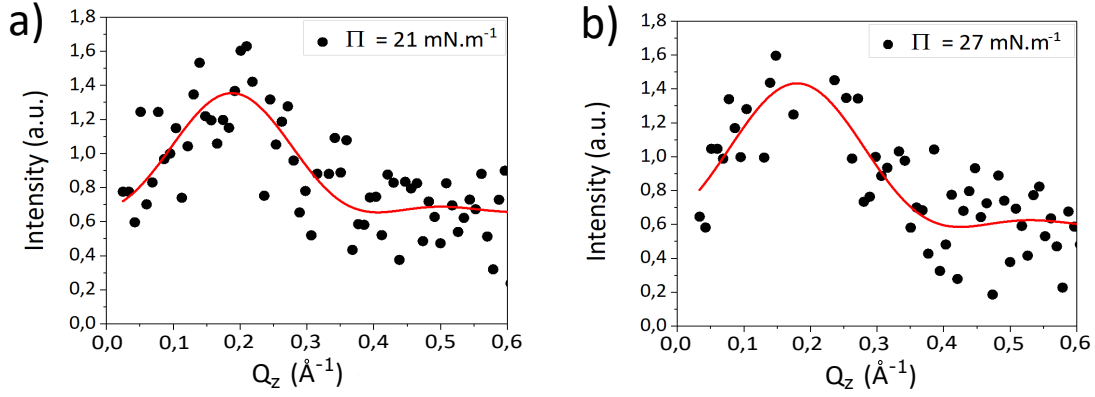 a)
1,8
1,6
1,4
1,2
1,0
0,8
0,6
0,4
0,2
0,0
Intensity (a.u.)
Π = 21 mN.m-1
0,0 0,1 0,2 0,3 0,4 0,5 0,6
Qz (Å-1)
b)
1,8
1,6
1,4
1,2
1,0
0,8
0,6
0,4
0,2
0,0
Intensity (a.u.)
Π = 27 mN.m-1
0,0 0,1 0,2 0,3 0,4 0,5 0,6
Qz (Å-1)